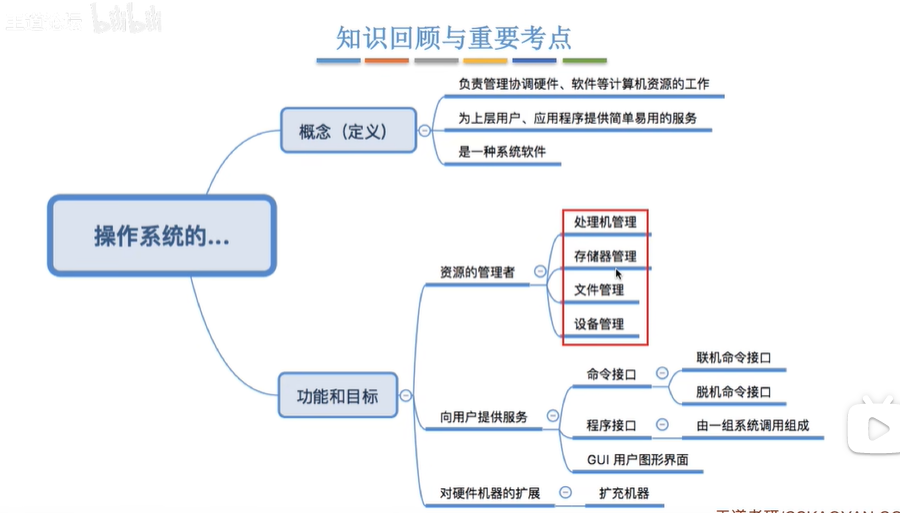 bilibili
知识回顾与重要考点
负责管理协调硬件、软件等计算机资源的工作
概念（定义）
为上层用户、应用程序提供简单易用的服务
是一种系统软件
操作系统的...
处理机管理
存储器管理
资源的管理者
文件管理
设备管理
功能和目标
联机命令接口
命令接口
脱机命令接口
向用户提供服务
程序接口
由一组系统调用组成
GUI 用户图形界面
对硬件机器的扩展
扩充机器